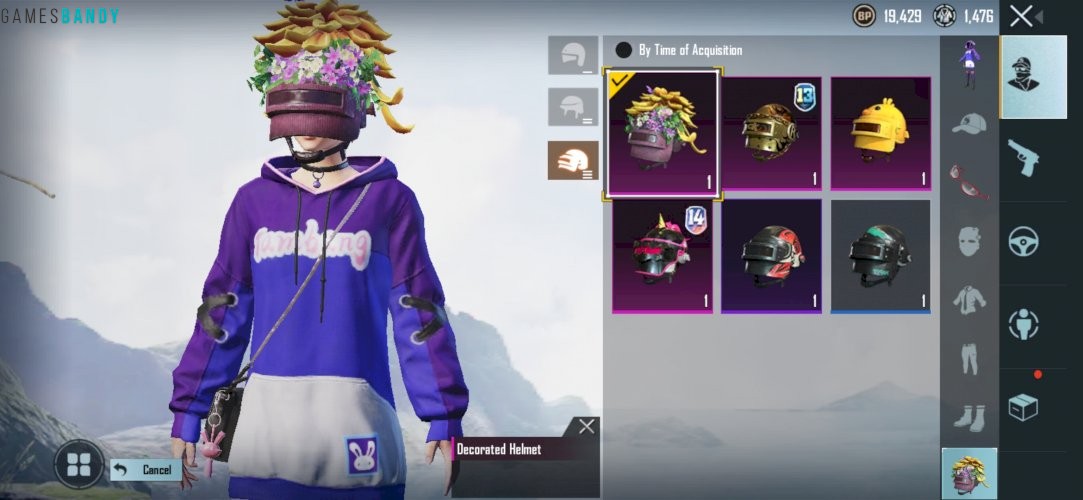 GAMESBANDY
BP 19,429 1,476
By Time of Acquisition
13
1
1
1
14
1
1
1
Decorated Helmet
Cancel